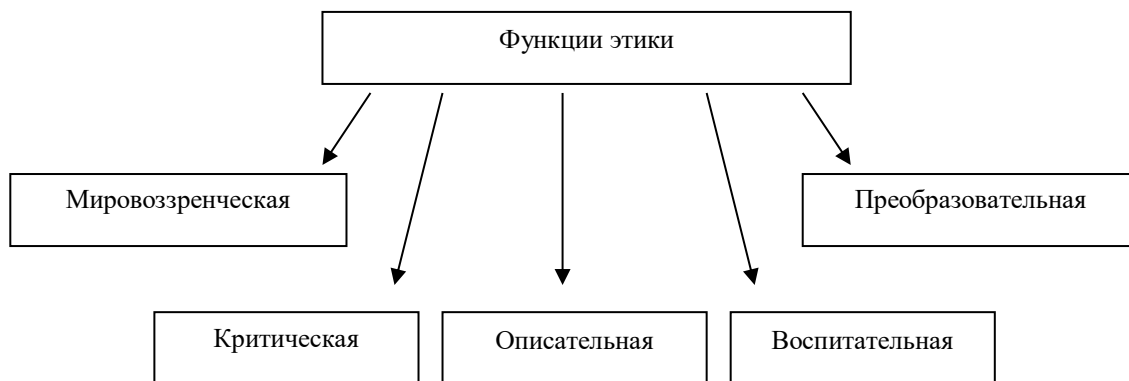 Функции этики
Мировоззренческая
Преобразовательная
Критическая
Описательная
Воспитательная